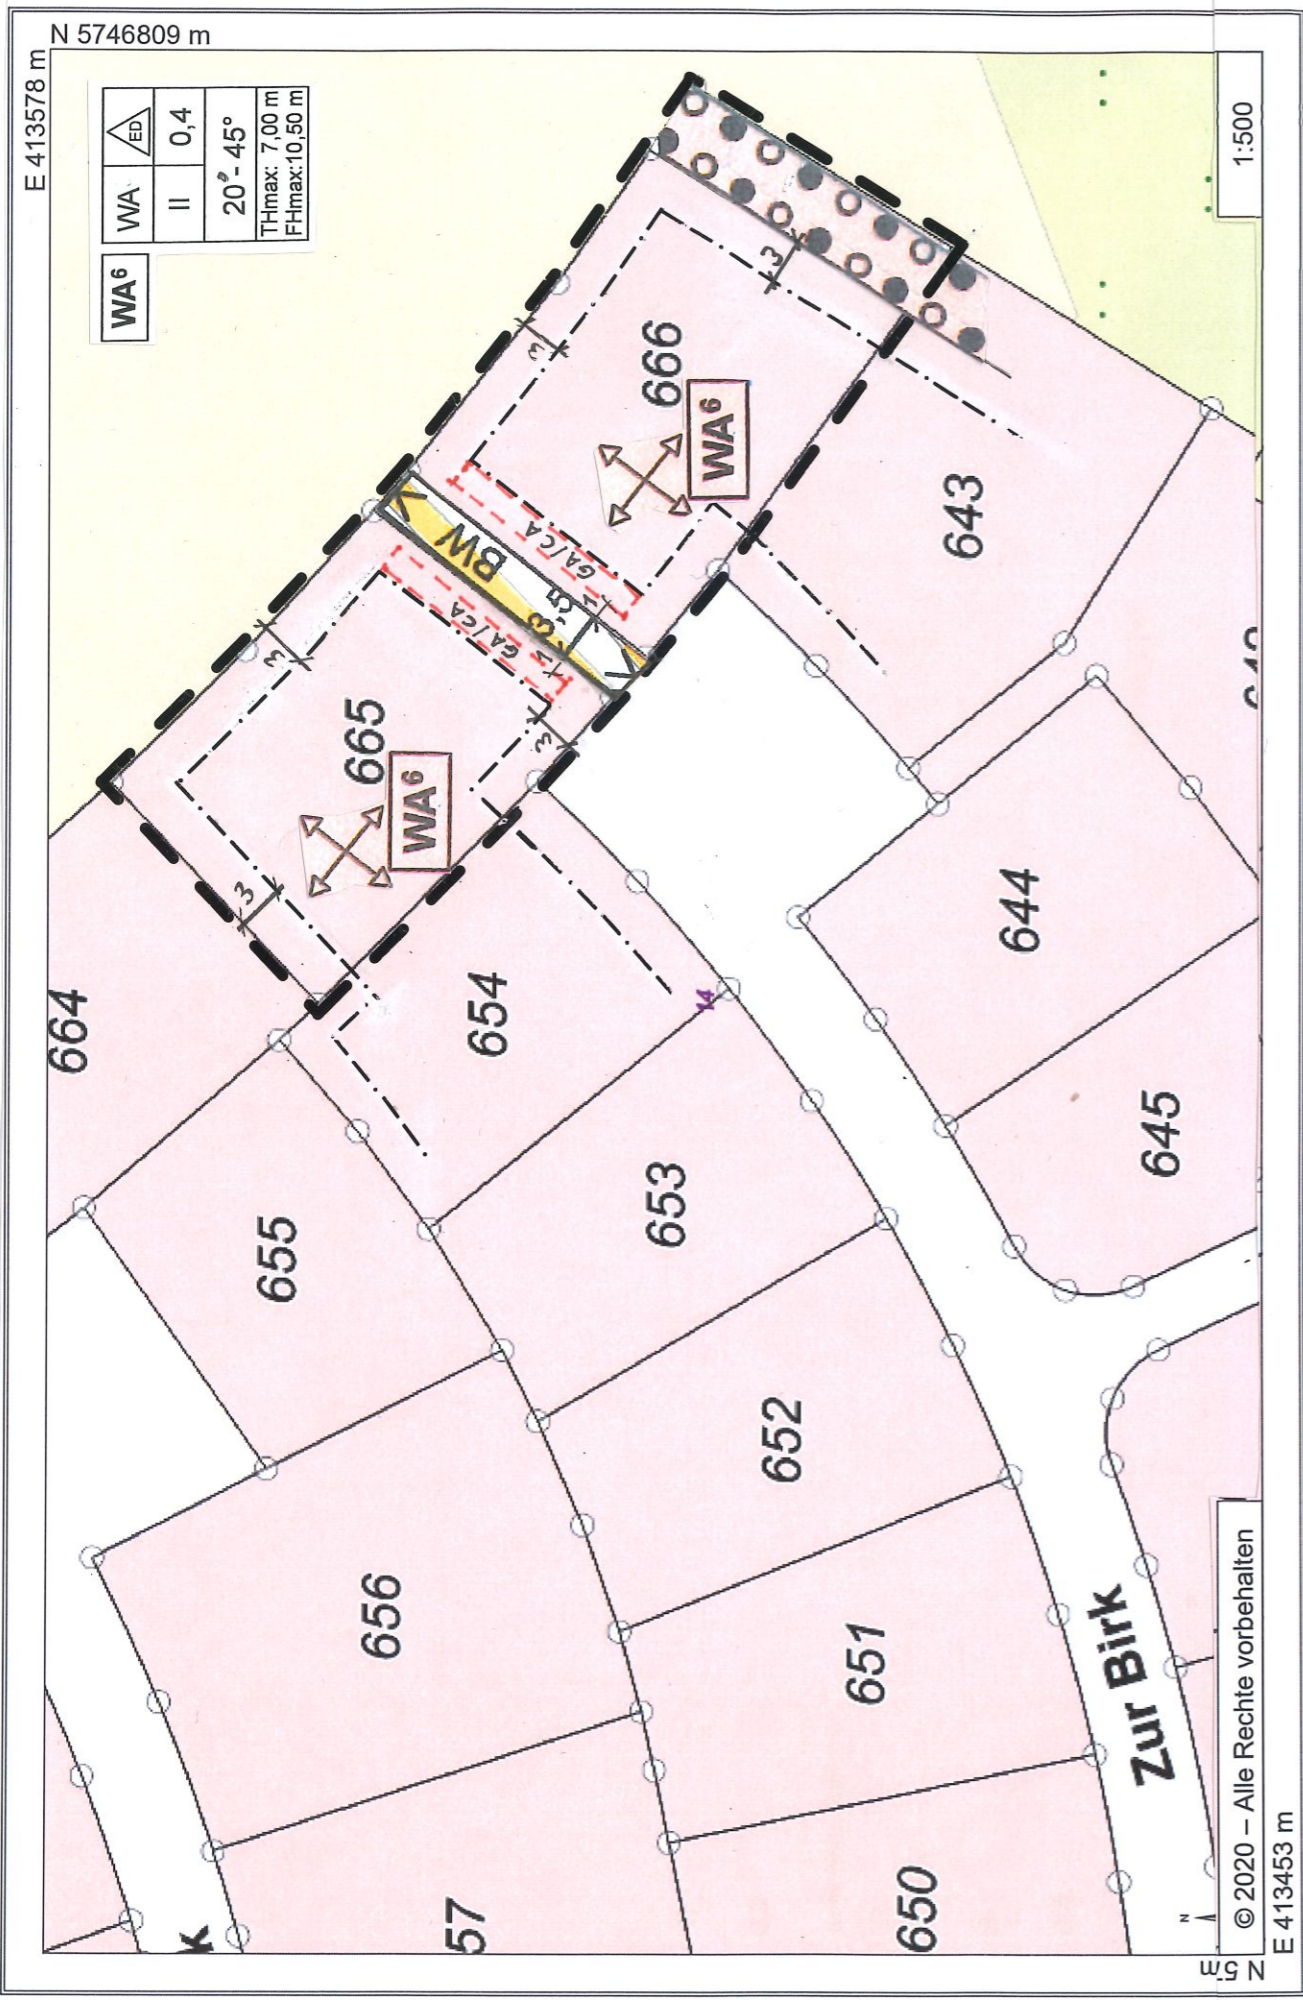 N 5746809 m
E 413578 m
WA⁶
WA
ED
II
0,4
20°- 45°
THmax: 7,00 m
FHmax:10,50 m
1:500
3
3
666
WA⁶
GA/CA
BW
3.5
GA/CA
3
3
665
WA⁶
3
643
664
654
14
644
655
653
645
652
656
651
Zur Birk
57
650
k
N
© 2020 – Alle Rechte vorbehalten
E 413453 m